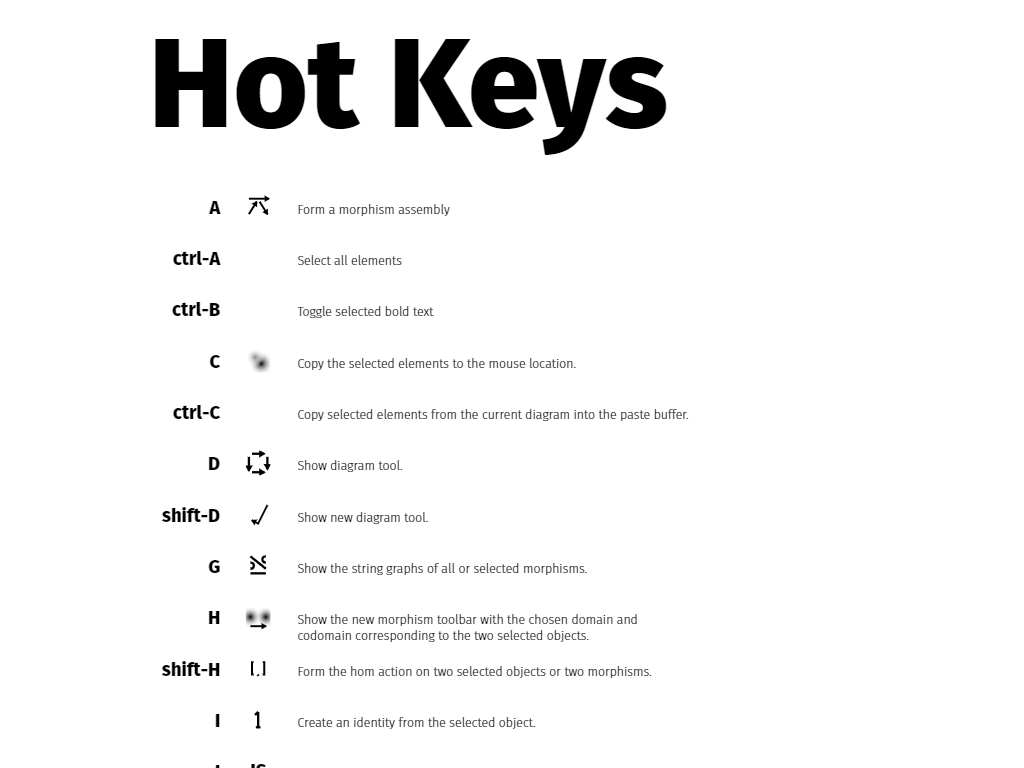 Hot Keys
A Form a morphism assembly
ctrl-A Select all elements
ctrl-B Toggle selected bold text
C Copy the selected elements to the mouse location.
ctrl-C Copy selected elements from the current diagram into the paste buffer.
D Show diagram tool.
shift-D Show new diagram tool.
G Show the string graphs of all or selected morphisms.
H Show the new morphism toolbar with the chosen domain and
codomain corresponding to the two selected objects.
shift-H [,] Form the hom action on two selected objects or two morphisms.
I 1 Create an identity from the selected object.